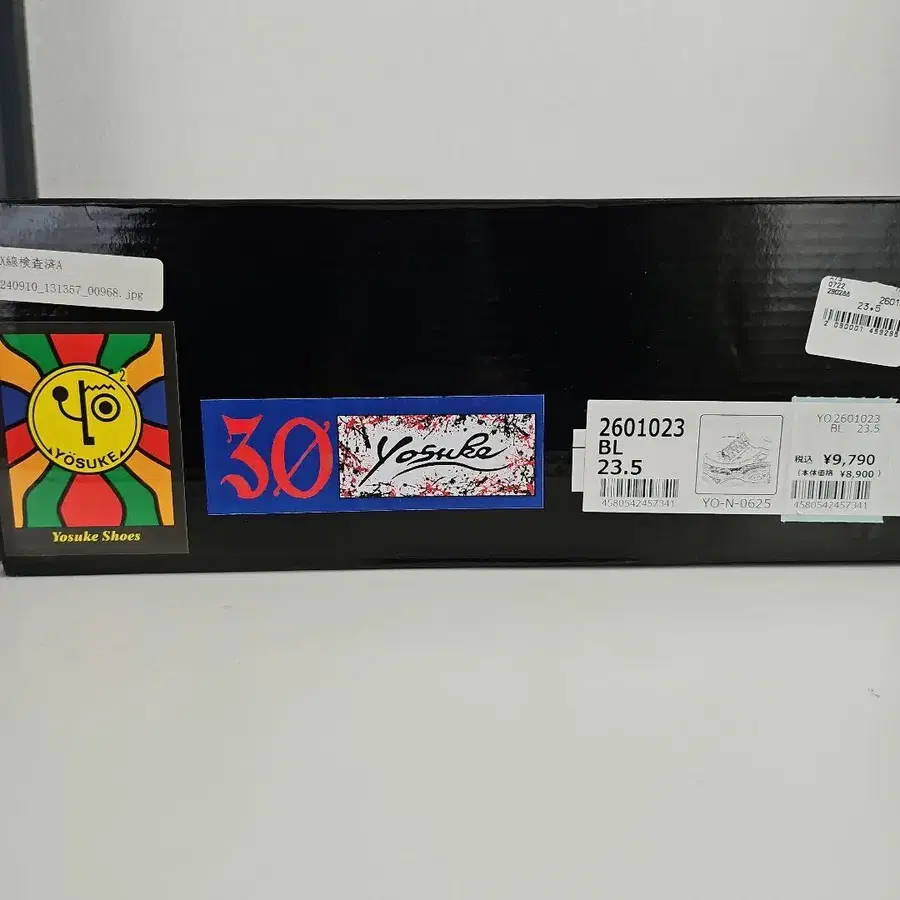 X線検査済A
240910_131357_00968.jpg
YOSUKE
Yosuke Shoes
30
Yosuke
0722
280288
2601
23.5
2601023
BL
23.5
4580542457341
YO-N-0625
YO 2601023
BL 23.5
税込 ¥9,790
(本体価格 ¥8,900)
4580542457341